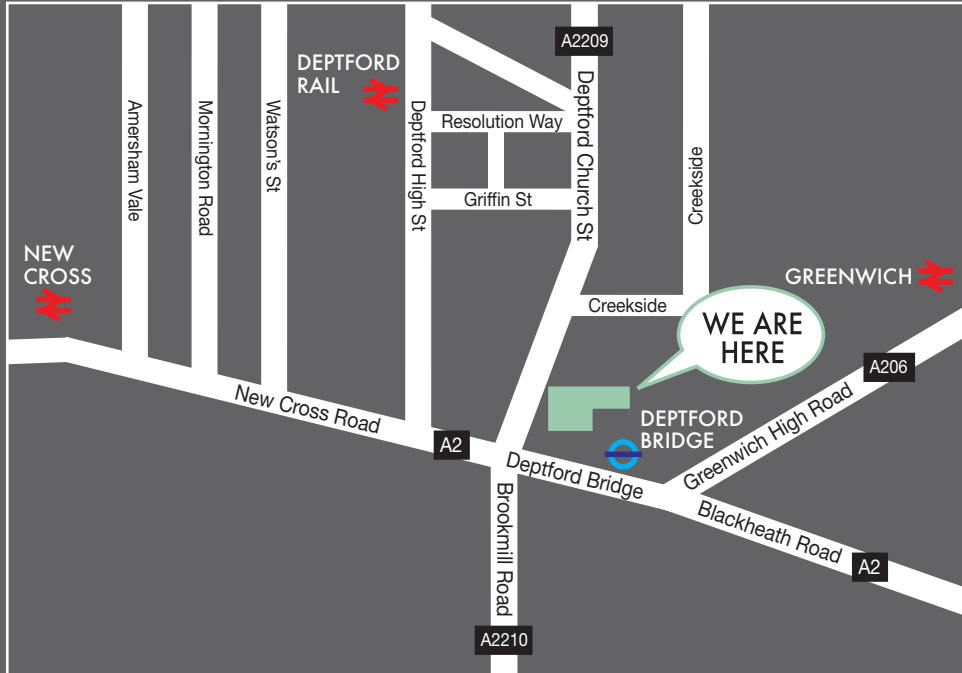 A2209
DEPTFORD
RAIL
Amersham Vale
Mornington Road
Watson's St
Deptford High St
Resolution Way
Deptford Church St
Creekside
Griffin St
NEW
CROSS
GREENWICH
Creekside
WE ARE
HERE
A206
New Cross Road
A2
DEPTFORD
BRIDGE
Greenwich High Road
Deptford Bridge
Brookmill Road
Blackheath Road
A2
A2210